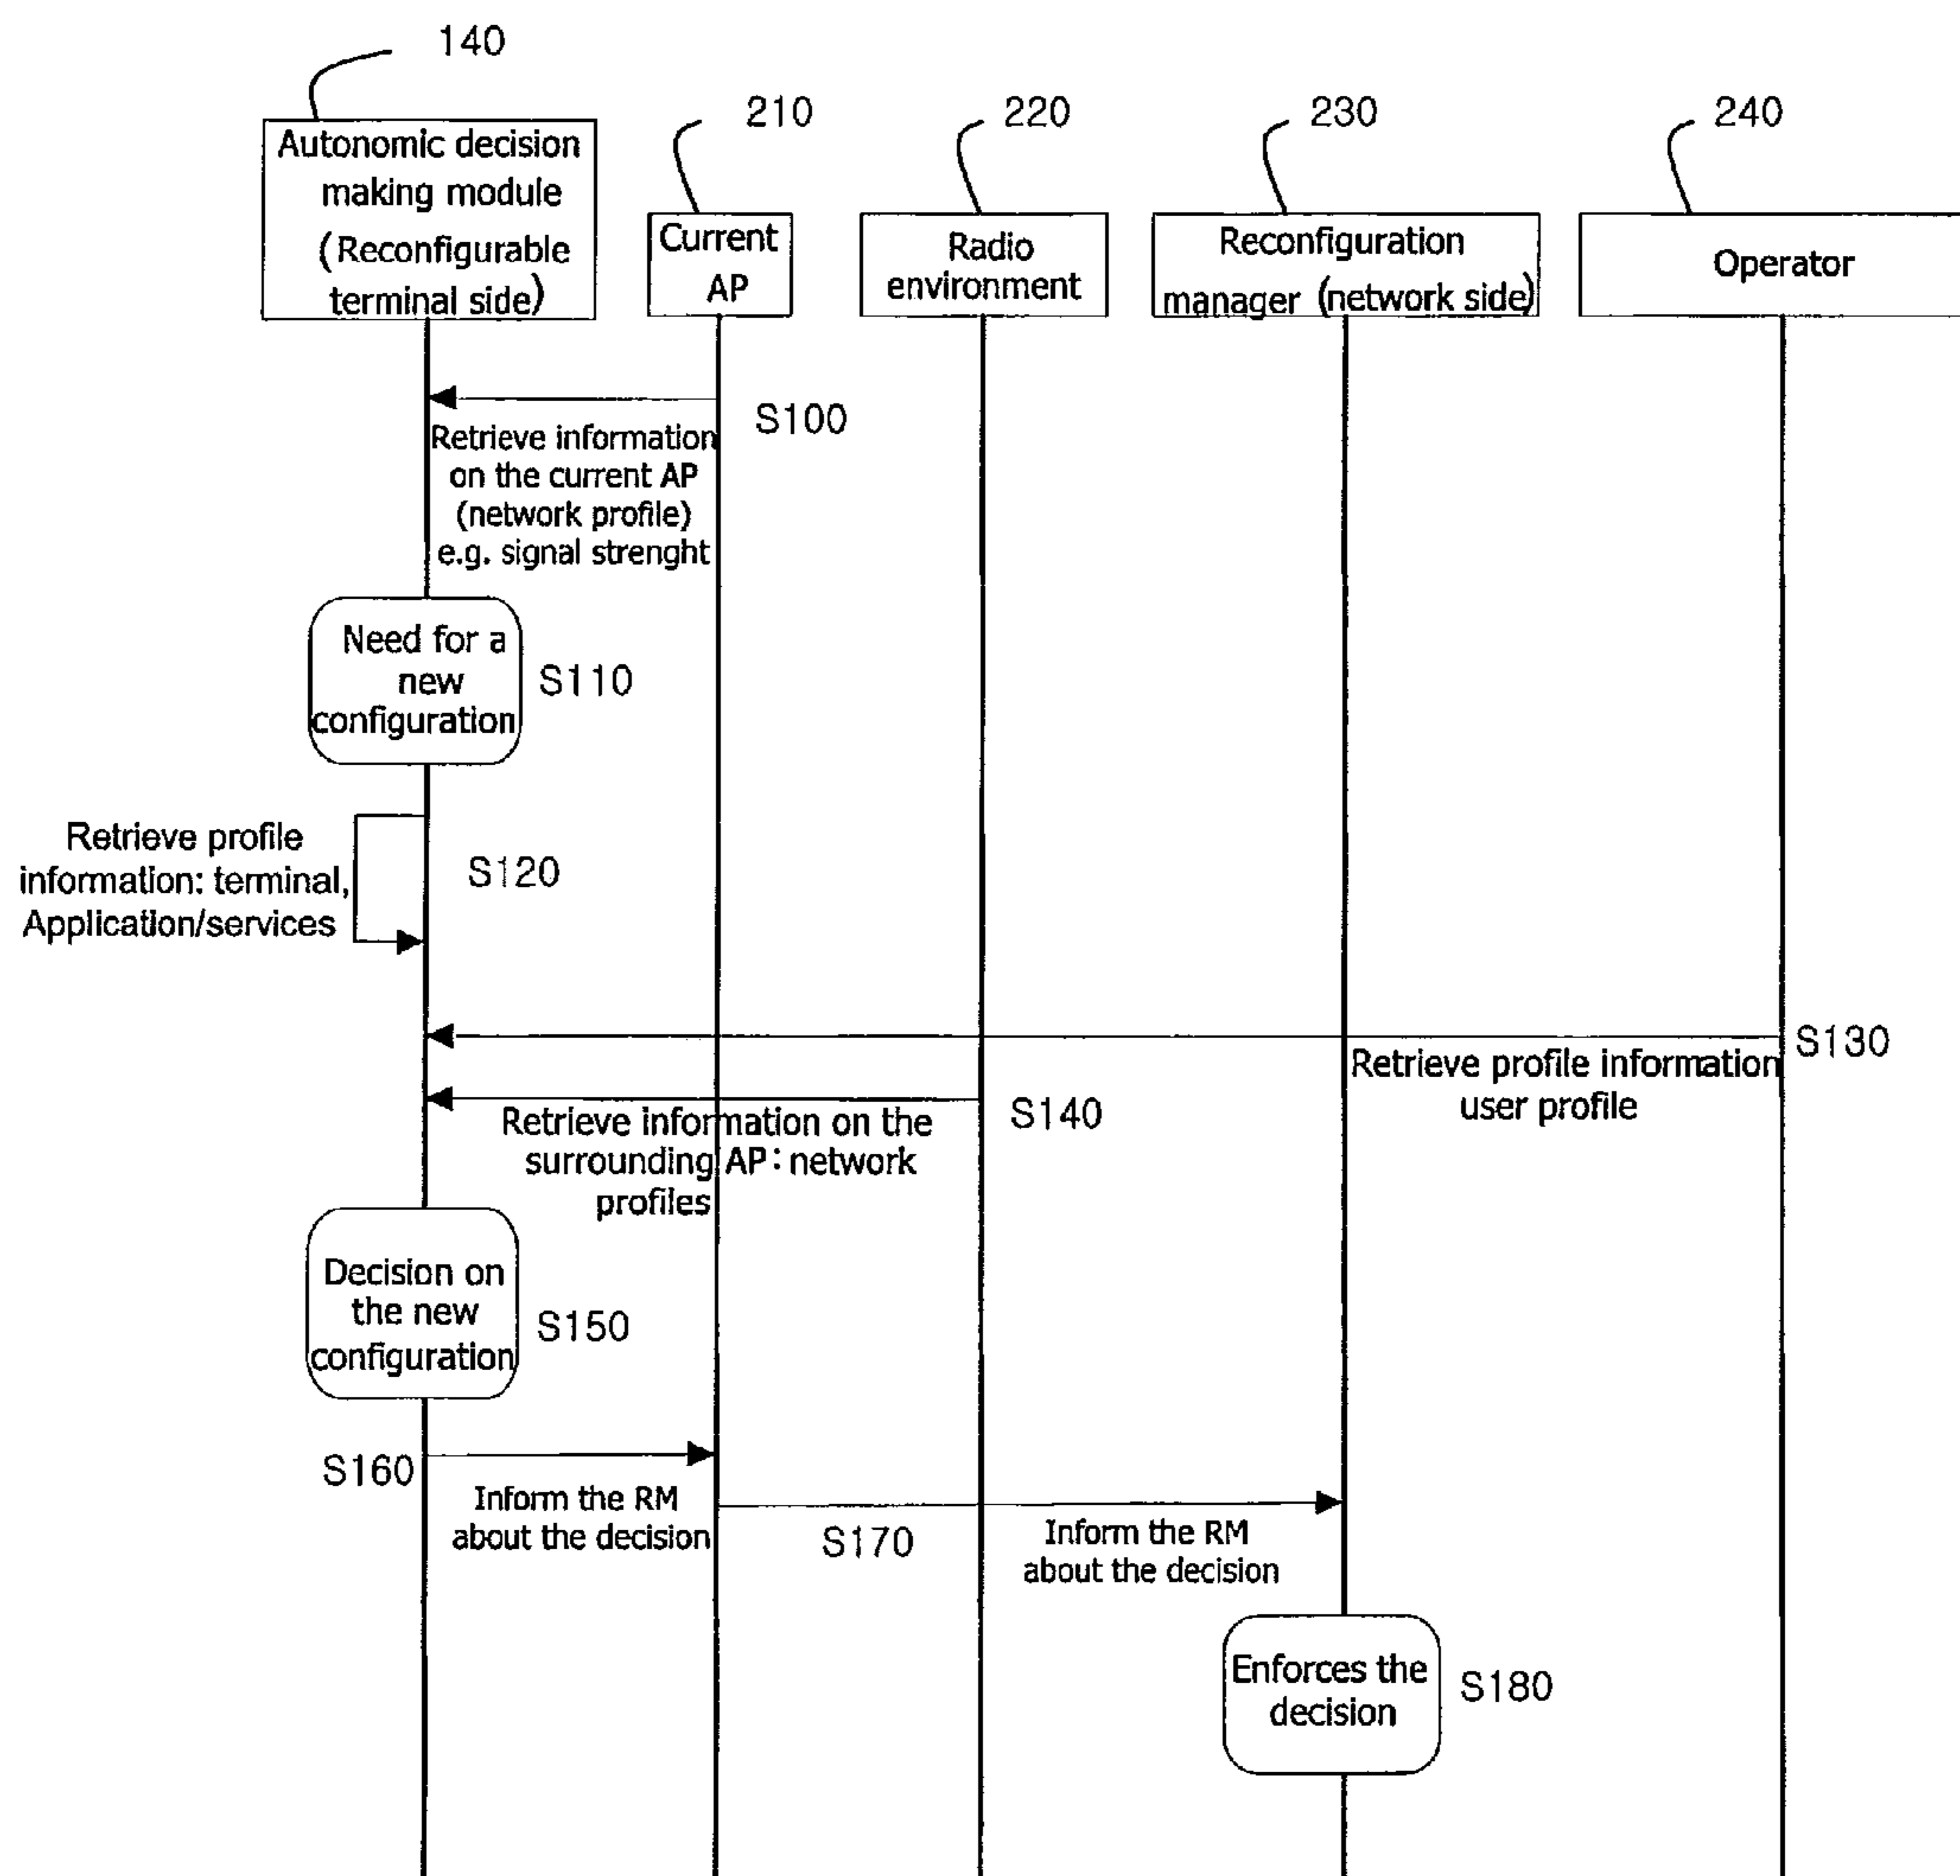 140
210
220
230
240
Autonomic decision
making module
(Reconfigurable
terminal side)
Current
AP
Radio
environment
Reconfiguration
manager (network side)
Operator
S100
Retrieve information
on the current AP
(network profile)
e.g. signal strenght
Need for a
new
configuration
S110
Retrieve profile
information: terminal,
Application/services
S120
S130
Retrieve profile information
user profile
S140
Retrieve information on the
surrounding AP: network
profiles
Decision on
the new
configuration
S150
S160
Inform the RM
about the decision
S170
Inform the RM
about the decision
Enforces the
decision
S180